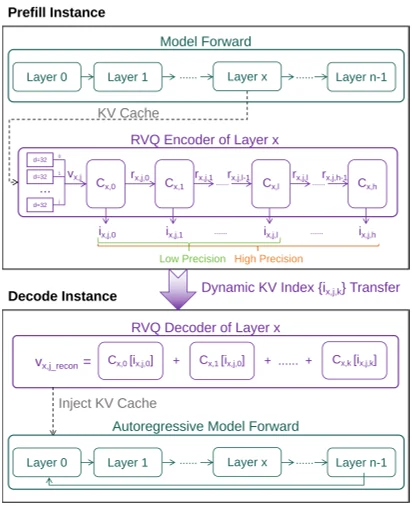 Prefill Instance
Model Forward
Layer 0
Layer 1
......
Layer x
......
Layer n-1
KV Cache
RVQ Encoder of Layer x
d=32
d=32
...
d=32
v_{x,j}
C_{x,0}
r_{x,j,0}
C_{x,1}
r_{x,j,1}
......
r_{x,j,l-1}
C_{x,l}
r_{x,j,l}
......
r_{x,j,h-1}
C_{x,h}
i_{x,j,0}
i_{x,j,1}
......
i_{x,j,l}
......
i_{x,j,h}
Low Precision
High Precision
Dynamic KV Index {i_{x,j,k}} Transfer
Decode Instance
RVQ Decoder of Layer x
v_{x,j_recon} = C_{x,0} [i_{x,j,0}] + C_{x,1} [i_{x,j,0}] + ...... + C_{x,k} [i_{x,j,k}]
Inject KV Cache
Autoregressive Model Forward
Layer 0
Layer 1
......
Layer x
......
Layer n-1